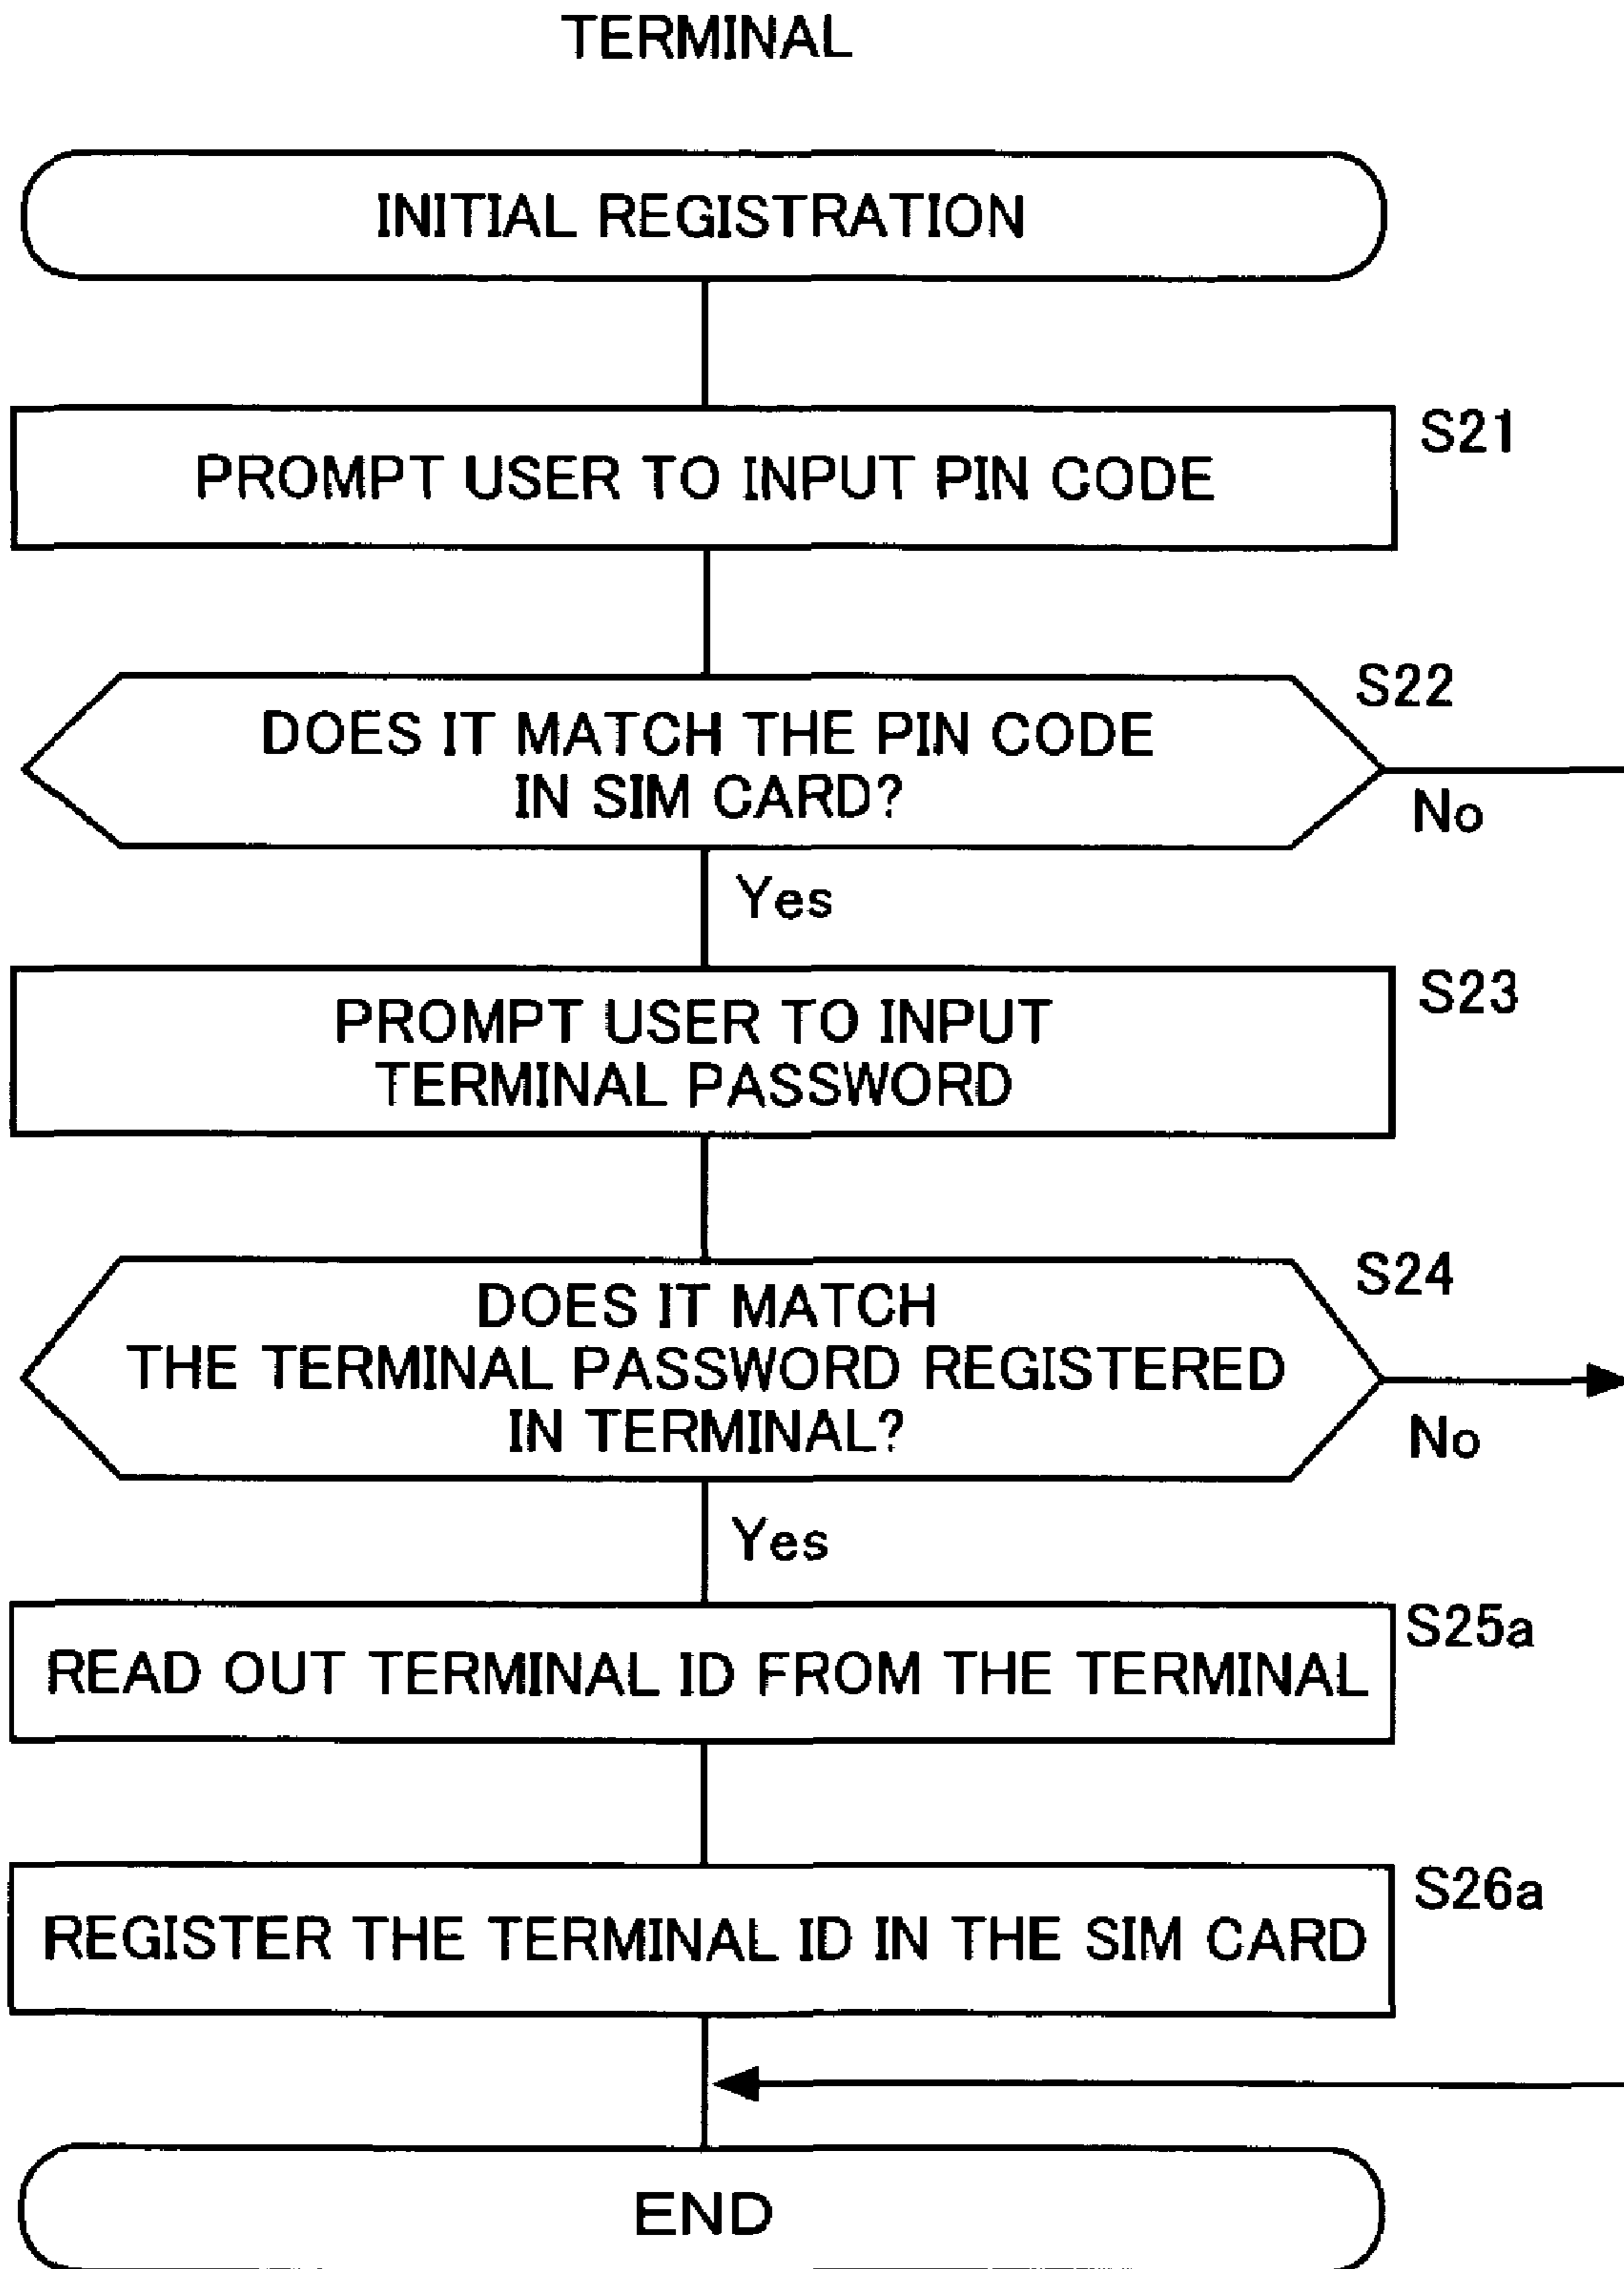 TERMINAL
INITIAL REGISTRATION
S21
PROMPT USER TO INPUT PIN CODE
S22
DOES IT MATCH THE PIN CODE
IN SIM CARD?
No
Yes
S23
PROMPT USER TO INPUT
TERMINAL PASSWORD
S24
DOES IT MATCH
THE TERMINAL PASSWORD REGISTERED
IN TERMINAL?
No
Yes
S25a
READ OUT TERMINAL ID FROM THE TERMINAL
S26a
REGISTER THE TERMINAL ID IN THE SIM CARD
END